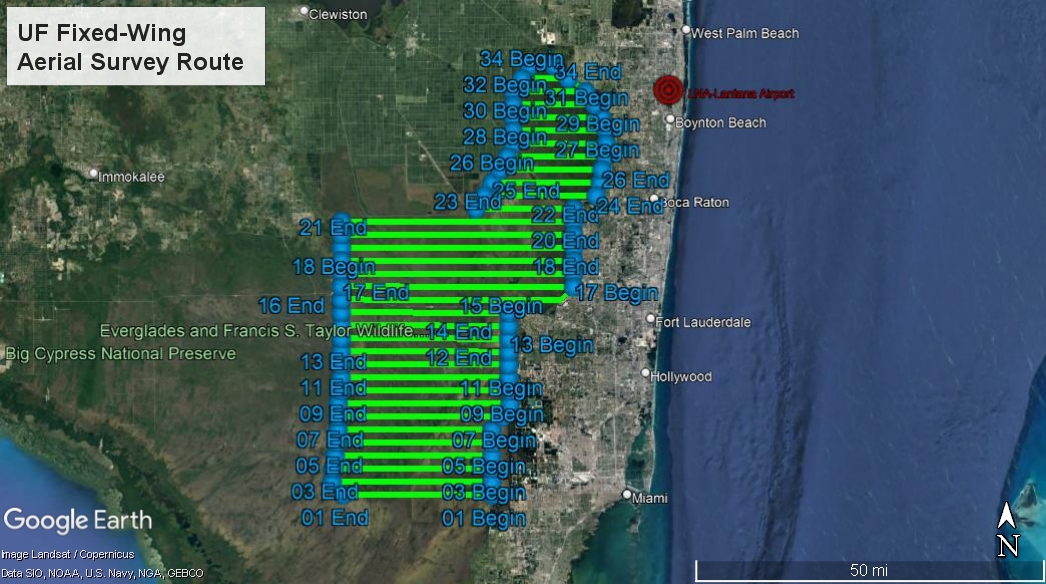 UF Fixed-Wing
Aerial Survey Route
Clewiston
West Palm Beach
34 Begin
34 End
32 Begin
31 Begin
LNA-Lantana Airport
30 Begin
29 Begin
Boynton Beach
28 Begin
27 Begin
26 Begin
Immokalee
26 End
25 End
23 End
24 End
Boca Raton
22 End
21 End
20 End
18 Begin
18 End
17 End
17 Begin
16 End
15 Begin
Everglades and Francis S. Taylor Wildlife...
14 End
Fort Lauderdale
13 Begin
Big Cypress National Preserve
12 End
13 End
Hollywood
11 End
11 Begin
09 End
09 Begin
07 End
07 Begin
05 End
05 Begin
03 End
03 Begin
Miami
01 End
01 Begin
Google Earth
N
Image Landsat / Copernicus
Data SIO, NOAA, U.S. Navy, NGA, GEBCO
50 mi